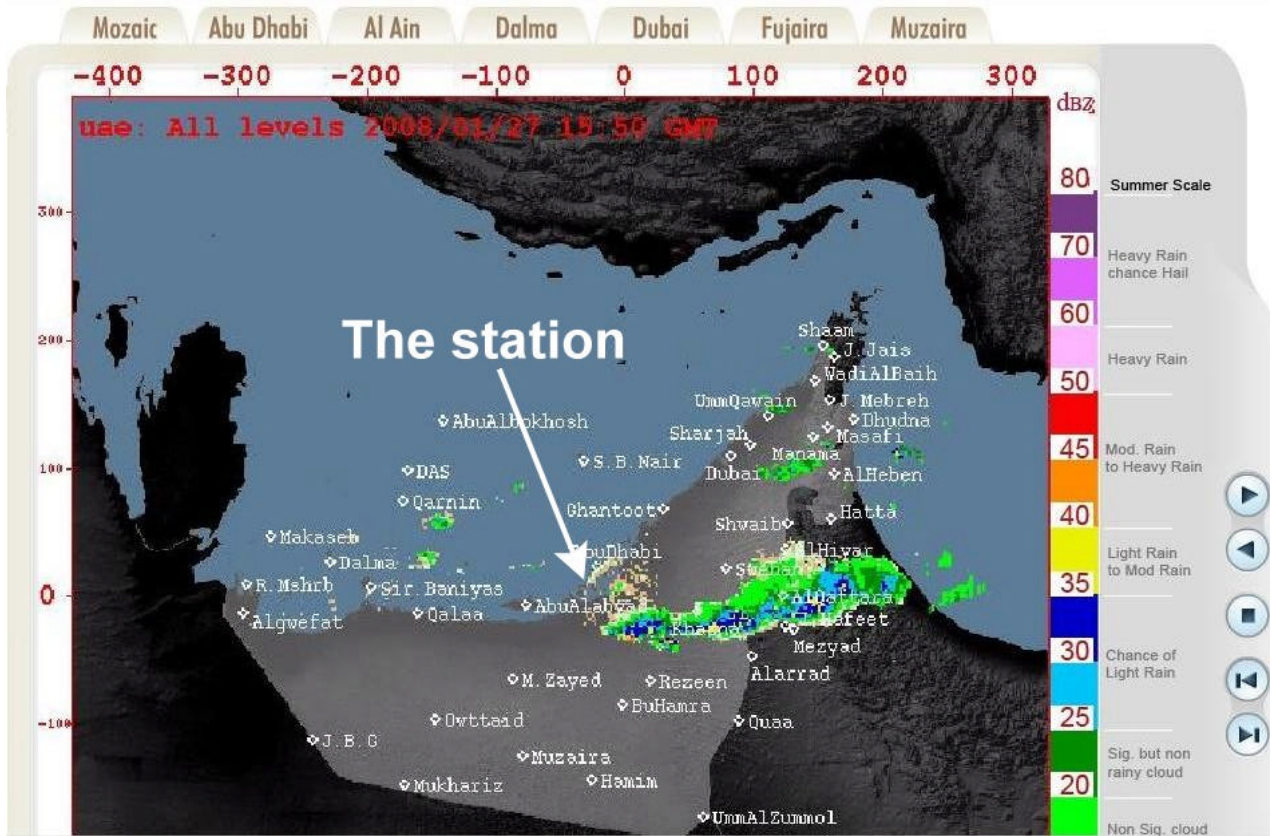 Mozaic Abu Dhabi Al Ain Dalma Dubai Fujaira Muzaira
-400 -300 -200 -100 0 100 200 300
dBZ
uae: All levels 2008/01/27 15:50 GMT
80
Summer Scale
300
70
Heavy Rain
chance Hail
60
200
The station
Shaam
J.Jais
Heavy Rain
WadiAlBaih
50
UmmQawain
J.Mebreh
AbuAlbokhosh
Dhudna
Sharjah
Masafi
45
Mod. Rain
to Heavy Rain
Manama
S.B.Nair
100
DAS
Dubai
AlHeben
Qarnin
40
Ghantoot
Hatta
Shwaib
Makaseb
Light Rain
to Mod Rain
Dalma
35
0
R.Mshrb
Sir.Baniyas
AbuAlabyad
Algwefat
Qalaa
Mezyad
30
Chance of
Light Rain
Alarrad
M.Zayed
Rezeen
BuHamra
25
-100
Owttaid
Quaa
J.B.G
Muzaira
Sig. but non
rainy cloud
Mukhariz
Hamim
20
UmmAlZummol
Non Sig. cloud